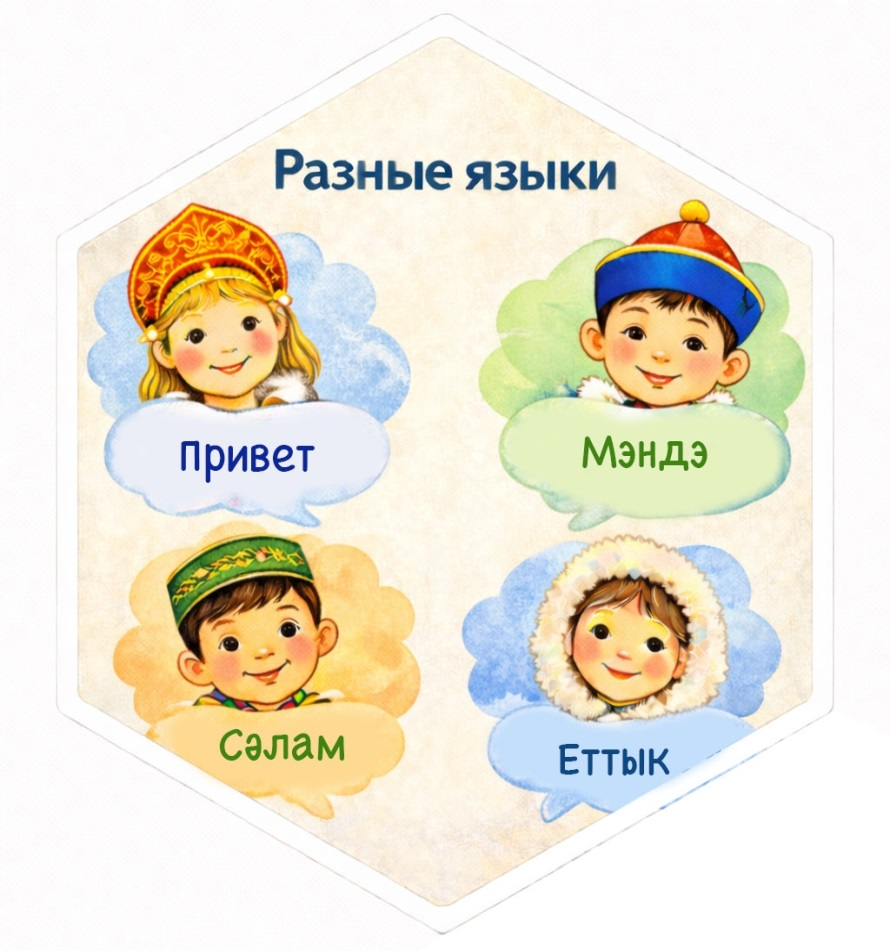 Разные языки
Привет
Мэндэ
Сәлам
Еттык